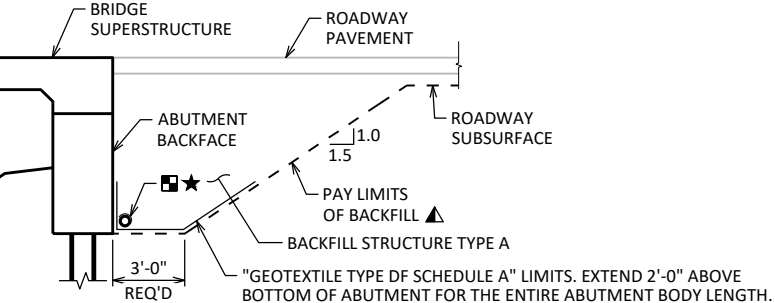 BRIDGE
SUPERSTRUCTURE
ROADWAY
PAVEMENT
ABUTMENT
BACKFACE
ROADWAY
SUBSURFACE
1.0
1.5
PAY LIMITS
OF BACKFILL
BACKFILL STRUCTURE TYPE A
3'-0"
REQ'D
"GEOTEXTILE TYPE DF SCHEDULE A" LIMITS. EXTEND 2'-0" ABOVE
BOTTOM OF ABUTMENT FOR THE ENTIRE ABUTMENT BODY LENGTH.